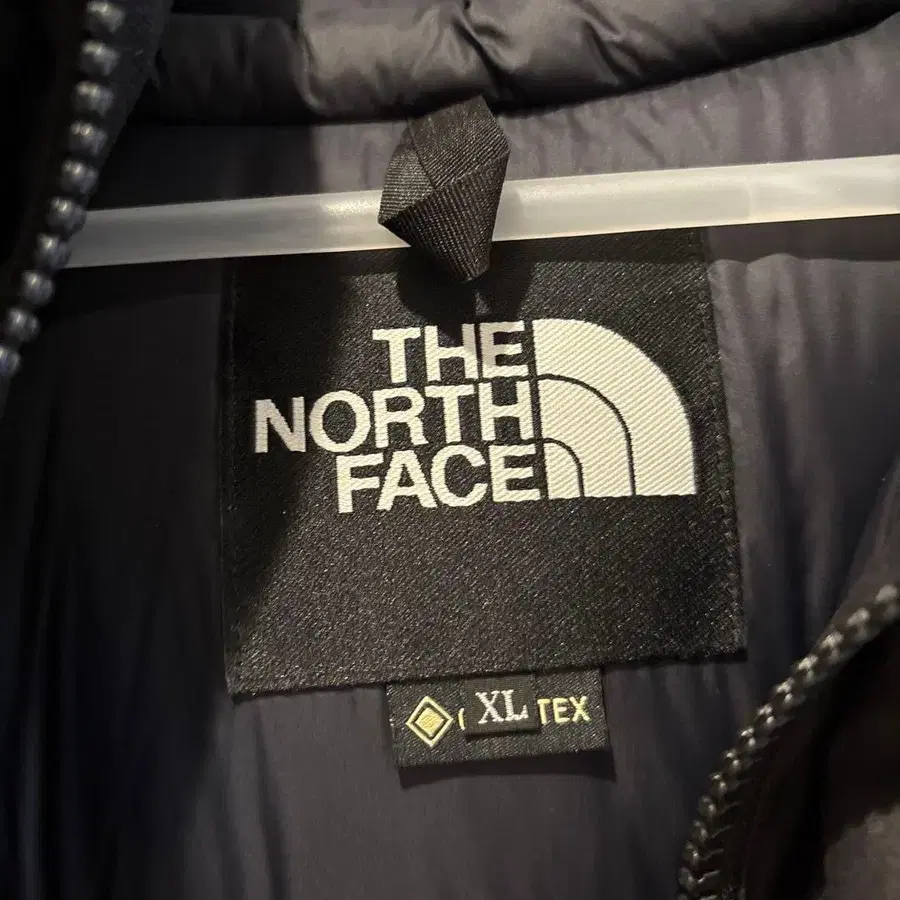 THE
NORTH
FACE
XL
TEX